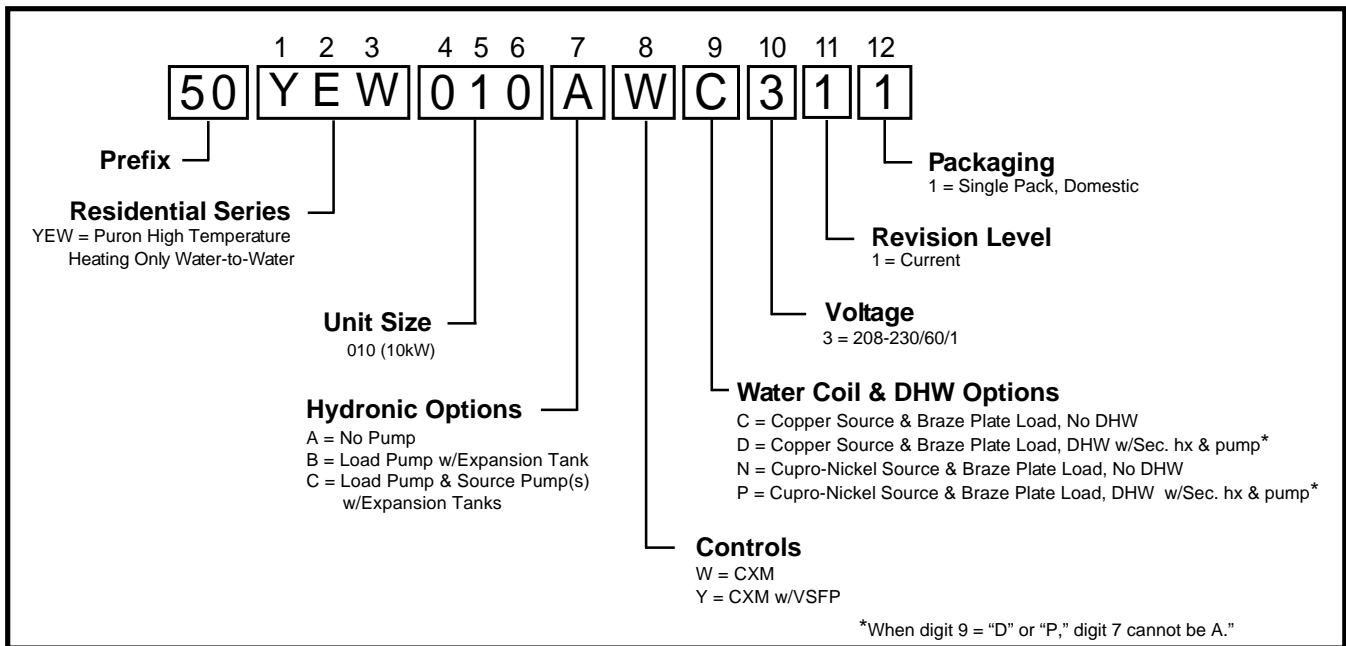 1 2 3 4 5 6 7 8 9 10 11 12
50 YEW 010 A W C 3 1 1
Prefix
Packaging
1 = Single Pack, Domestic
Residential Series
YEW = Puron High Temperature
Heating Only Water-to-Water
Revision Level
1 = Current
Unit Size
010 (10kW)
Voltage
3 = 208-230/60/1
Hydronic Options
A = No Pump
B = Load Pump w/Expansion Tank
C = Load Pump & Source Pump(s)
w/Expansion Tanks
Water Coil & DHW Options
C = Copper Source & Braze Plate Load, No DHW
D = Copper Source & Braze Plate Load, DHW w/Sec. hx & pump*
N = Cupro-Nickel Source & Braze Plate Load, No DHW
P = Cupro-Nickel Source & Braze Plate Load, DHW w/Sec. hx & pump*
Controls
W = CXM
Y = CXM w/VSFP
*When digit 9 = “D” or “P,” digit 7 cannot be A.”